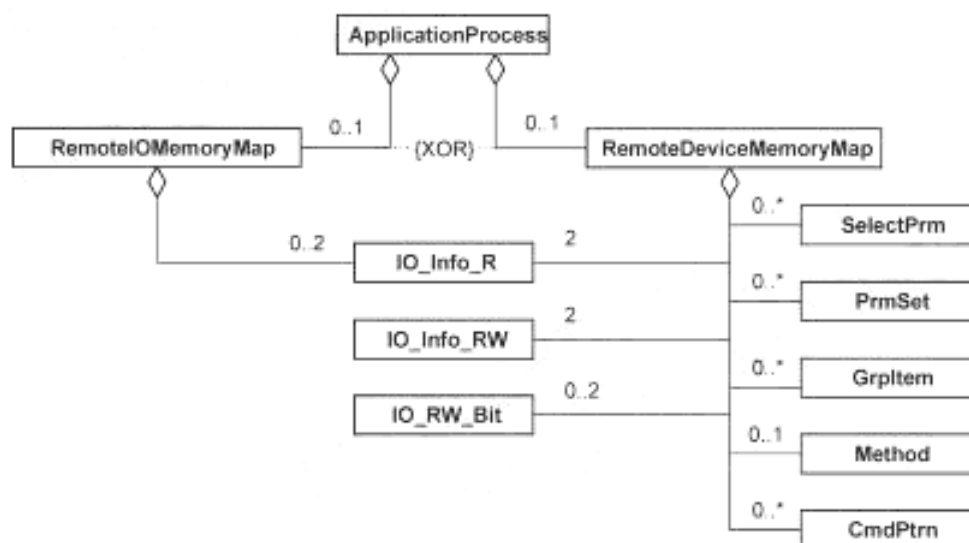 ApplicationProcess
0..1
{XOR}
0..1
RemoteIOMemoryMap
RemoteDeviceMemoryMap
0..*
SelectPrm
0..2
IO_Info_R
2
0..*
PrmSet
IO_Info_RW
2
0..*
GrpItem
IO_RW_Bit
0..2
0..1
Method
0..*
CmdPtrn